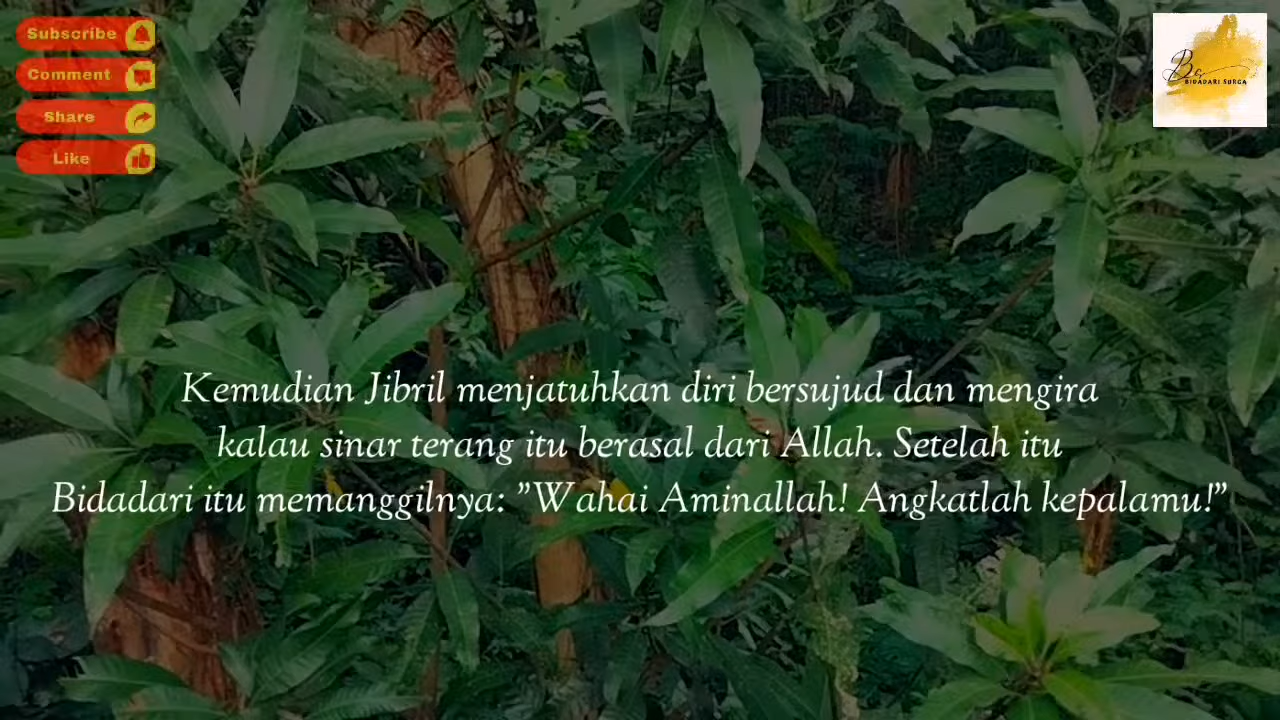 Subscribe
Comment
Share
Like
Bs
BIDADARI SURGA
Kemudian Jibril menjatuhkan diri bersujud dan mengira
kalau sinar terang itu berasal dari Allah. Setelah itu
Bidadari itu memanggilnya: ”Wahai Aminallah! Angkatlah kepalamu!”